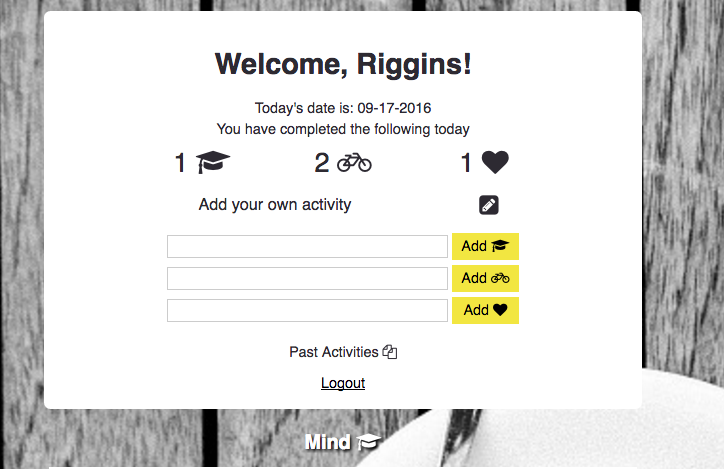 Welcome, Riggins!
Today's date is: 09-17-2016
You have completed the following today
1 2 1
Add your own activity
Add
Add
Add
Past Activities
Logout
Mind